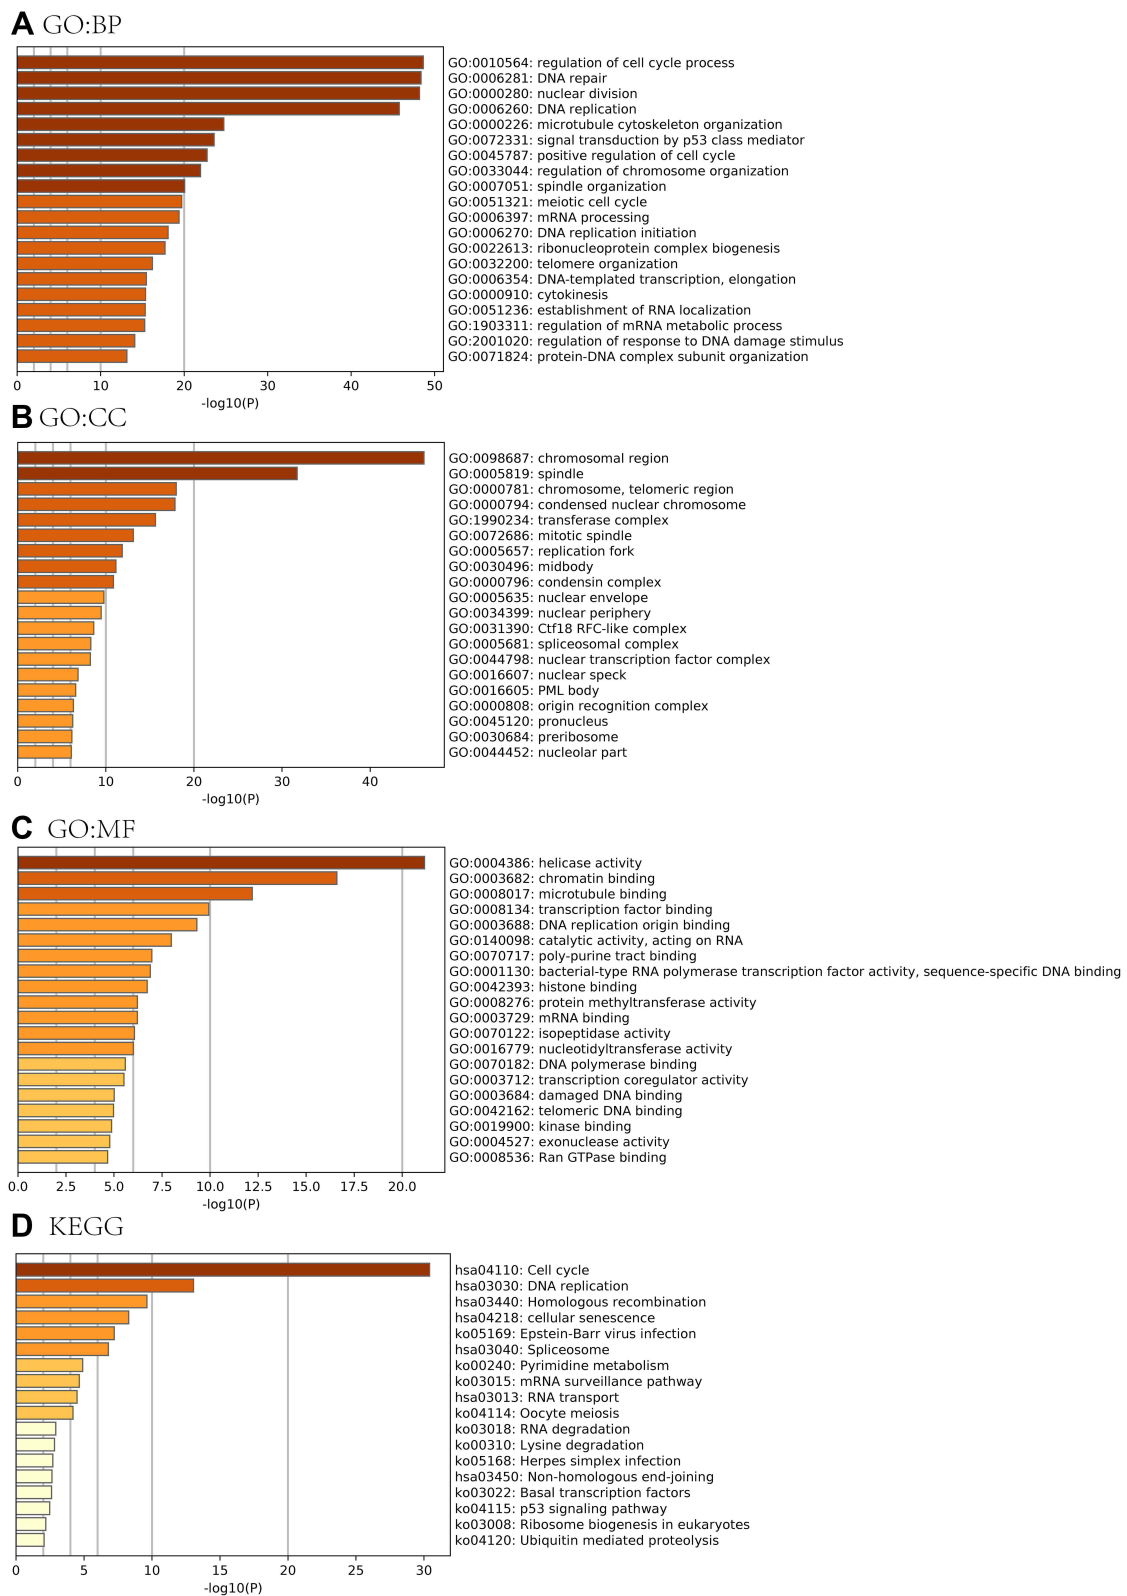 A GO:BP
GO:0010564: regulation of cell cycle process
GO:0006281: DNA repair
GO:0000280: nuclear division
GO:0006260: DNA replication
GO:0000226: microtubule cytoskeleton organization
GO:0072331: signal transduction by p53 class mediator
GO:0045787: positive regulation of cell cycle
GO:0033044: regulation of chromosome organization
GO:0007051: spindle organization
GO:0051321: meiotic cell cycle
GO:0006397: mRNA processing
GO:0006270: DNA replication initiation
GO:0022613: ribonucleoprotein complex biogenesis
GO:0032200: telomere organization
GO:0006354: DNA-templated transcription, elongation
GO:0000910: cytokinesis
GO:0051236: establishment of RNA localization
GO:1903311: regulation of mRNA metabolic process
GO:2001020: regulation of response to DNA damage stimulus
GO:0071824: protein-DNA complex subunit organization
0 10 20 30 40 50
-log10(P)
B GO:CC
GO:0098687: chromosomal region
GO:0005819: spindle
GO:0000781: chromosome, telomeric region
GO:0000794: condensed nuclear chromosome
GO:1990234: transferase complex
GO:0072686: mitotic spindle
GO:0005657: replication fork
GO:0030496: midbody
GO:0000796: condensin complex
GO:0005635: nuclear envelope
GO:0034399: nuclear periphery
GO:0031390: Ctf18 RFC-like complex
GO:0005681: spliceosomal complex
GO:0044798: nuclear transcription factor complex
GO:0016607: nuclear speck
GO:0016605: PML body
GO:0000808: origin recognition complex
GO:0045120: pronucleus
GO:0030684: preribosome
GO:0044452: nucleolar part
0 10 20 30 40
-log10(P)
C GO:MF
GO:0004386: helicase activity
GO:0003682: chromatin binding
GO:0008017: microtubule binding
GO:0008134: transcription factor binding
GO:0003688: DNA replication origin binding
GO:0140098: catalytic activity, acting on RNA
GO:0070717: poly-purine tract binding
GO:0001130: bacterial-type RNA polymerase transcription factor activity, sequence-specific DNA binding
GO:0042393: histone binding
GO:0008276: protein methyltransferase activity
GO:0003729: mRNA binding
GO:0070122: isopeptidase activity
GO:0016779: nucleotidyltransferase activity
GO:0070182: DNA polymerase binding
GO:0003712: transcription coregulator activity
GO:0003684: damaged DNA binding
GO:0042162: telomeric DNA binding
GO:0019900: kinase binding
GO:0004527: exonuclease activity
GO:0008536: Ran GTPase binding
0.0 2.5 5.0 7.5 10.0 12.5 15.0 17.5 20.0
-log10(P)
D KEGG
hsa04110: Cell cycle
hsa03030: DNA replication
hsa03440: Homologous recombination
hsa04218: cellular senescence
ko05169: Epstein-Barr virus infection
hsa03040: Spliceosome
ko00240: Pyrimidine metabolism
ko03015: mRNA surveillance pathway
hsa03013: RNA transport
ko04114: Oocyte meiosis
ko03018: RNA degradation
ko00310: Lysine degradation
ko05168: Herpes simplex infection
hsa03450: Non-homologous end-joining
ko03022: Basal transcription factors
ko04115: p53 signaling pathway
ko03008: Ribosome biogenesis in eukaryotes
ko04120: Ubiquitin mediated proteolysis
0 5 10 15 20 25 30
-log10(P)